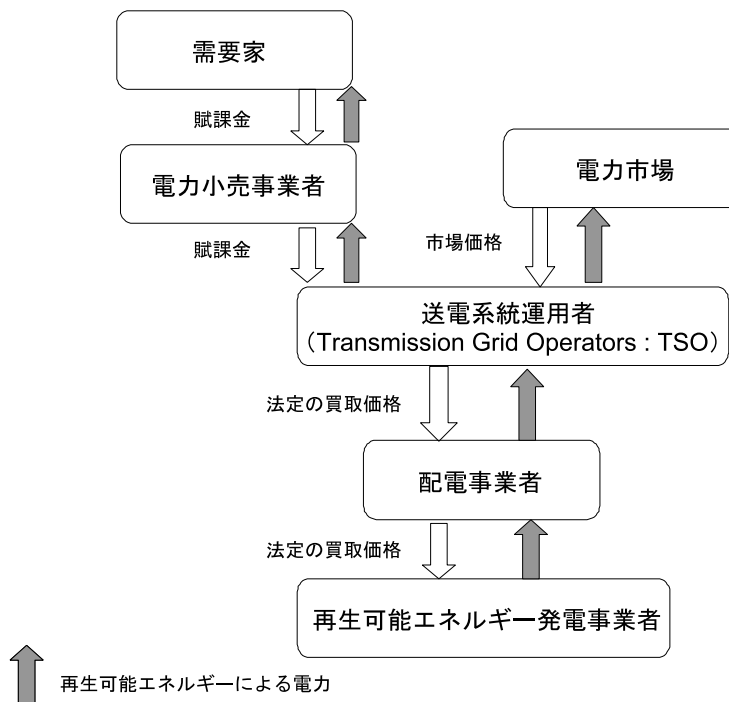 需要家
賦課金
電力小売事業者
電力市場
賦課金
市場価格
送電系統運用者
（Transmission Grid Operators : TSO）
法定の買取価格
配電事業者
法定の買取価格
再生可能エネルギー発電事業者
再生可能エネルギーによる電力